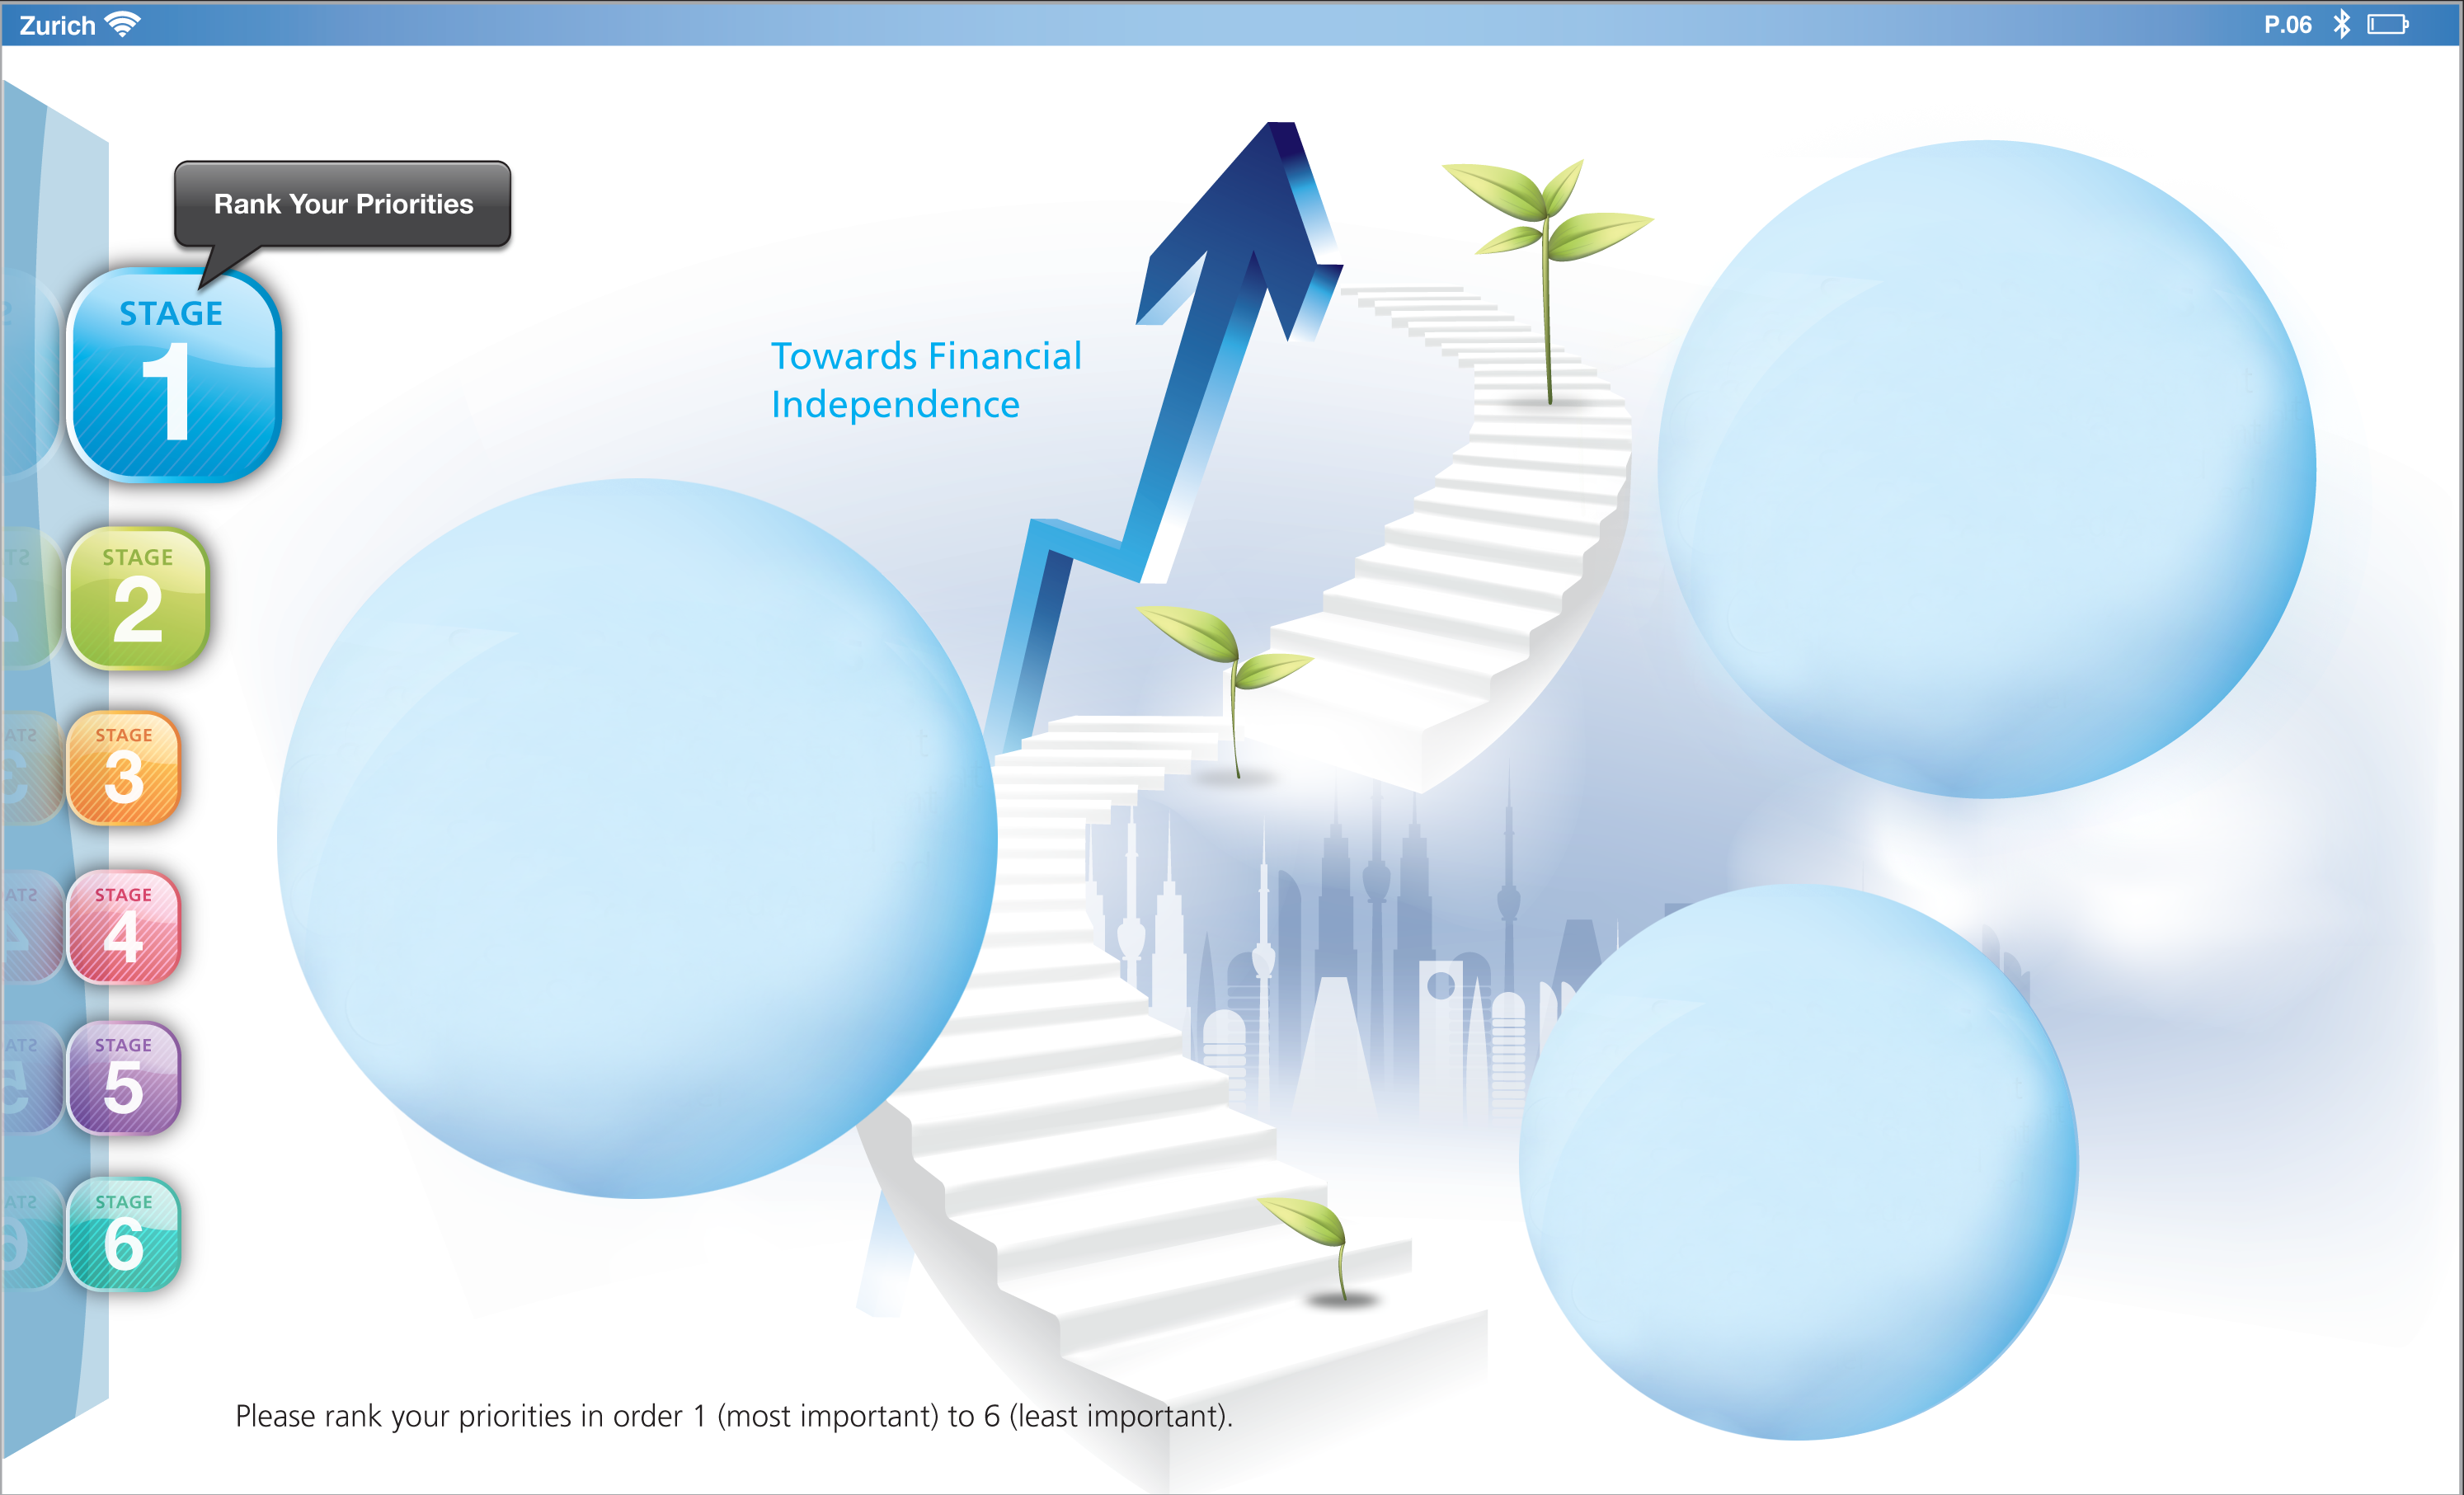 Zurich
P.06
Rank Your Priorities
STAGE
1
Towards Financial
Independence
STAGE
2
STAGE
3
STAGE
4
STAGE
5
STAGE
6
Please rank your priorities in order 1 (most important) to 6 (least important).